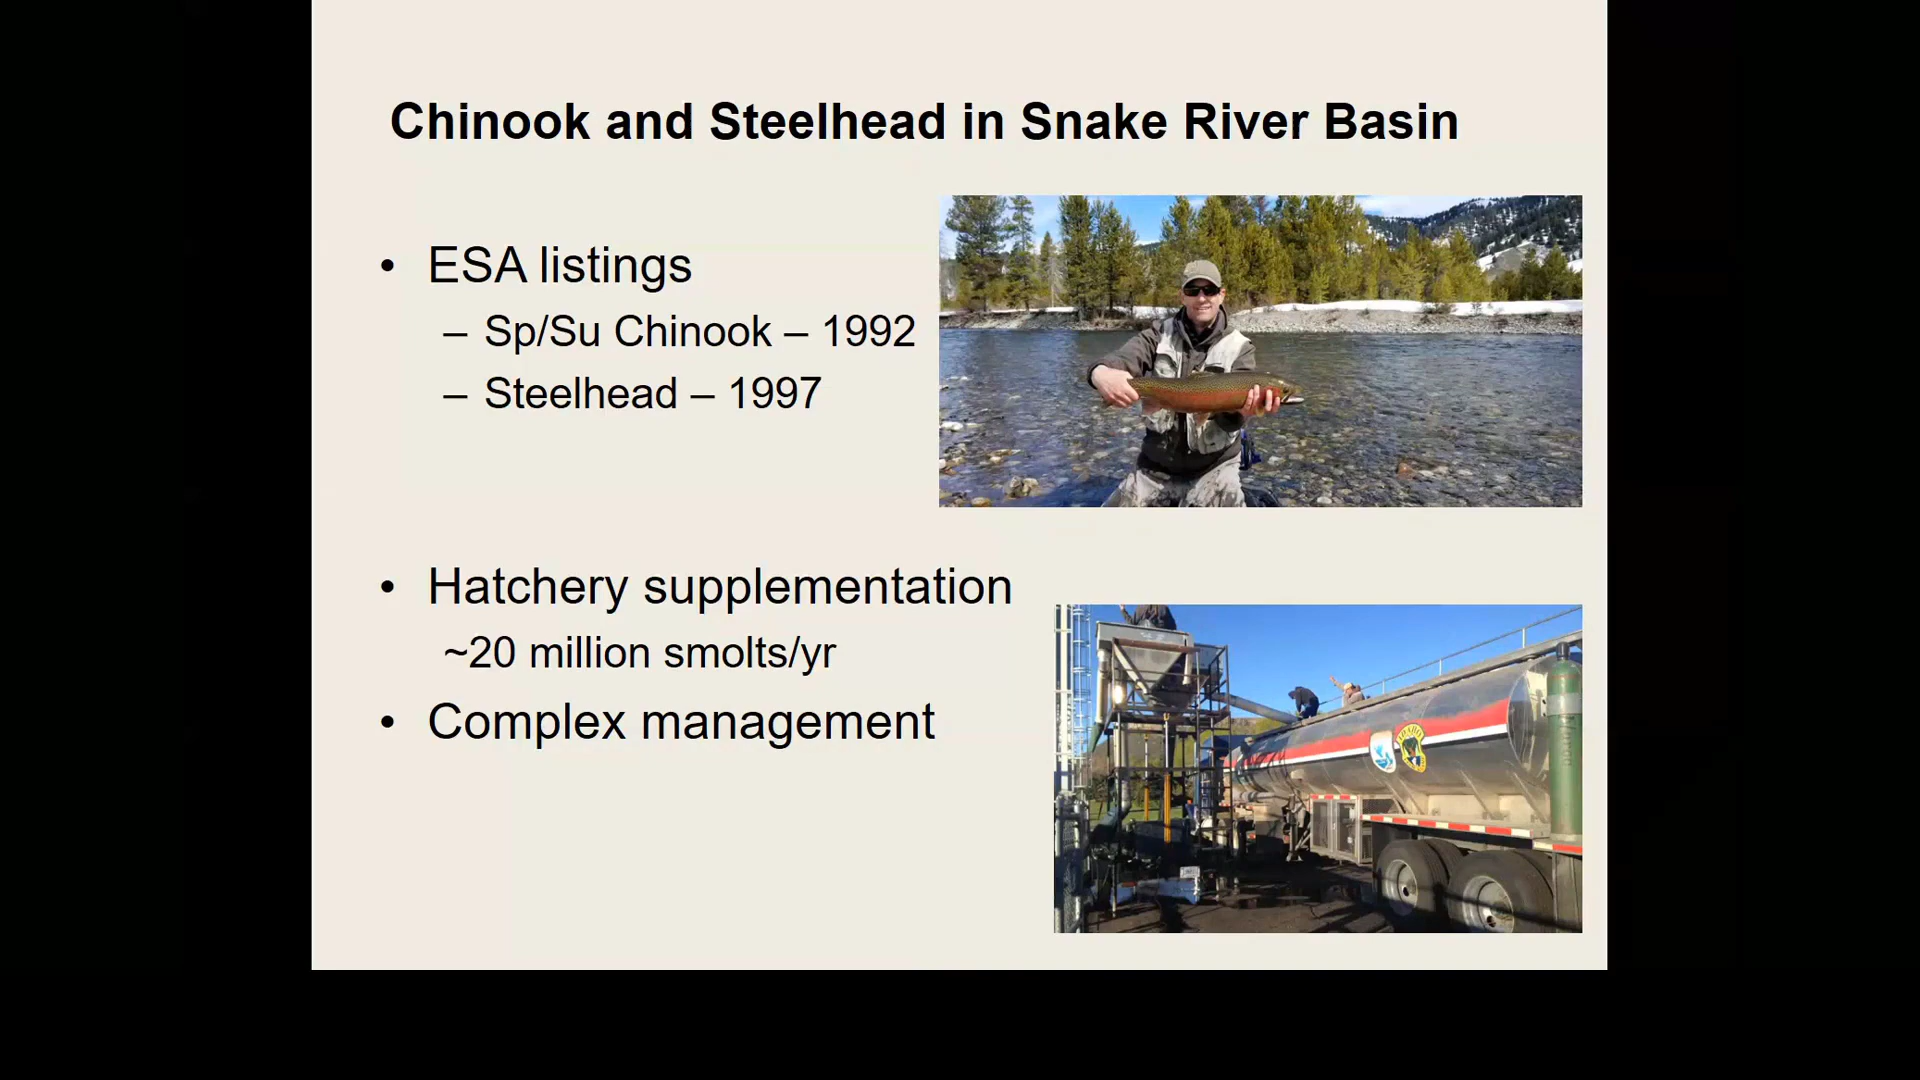 Chinook and Steelhead in Snake River Basin
• ESA listings
– Sp/Su Chinook – 1992
– Steelhead – 1997
• Hatchery supplementation
~20 million smolts/yr
• Complex management